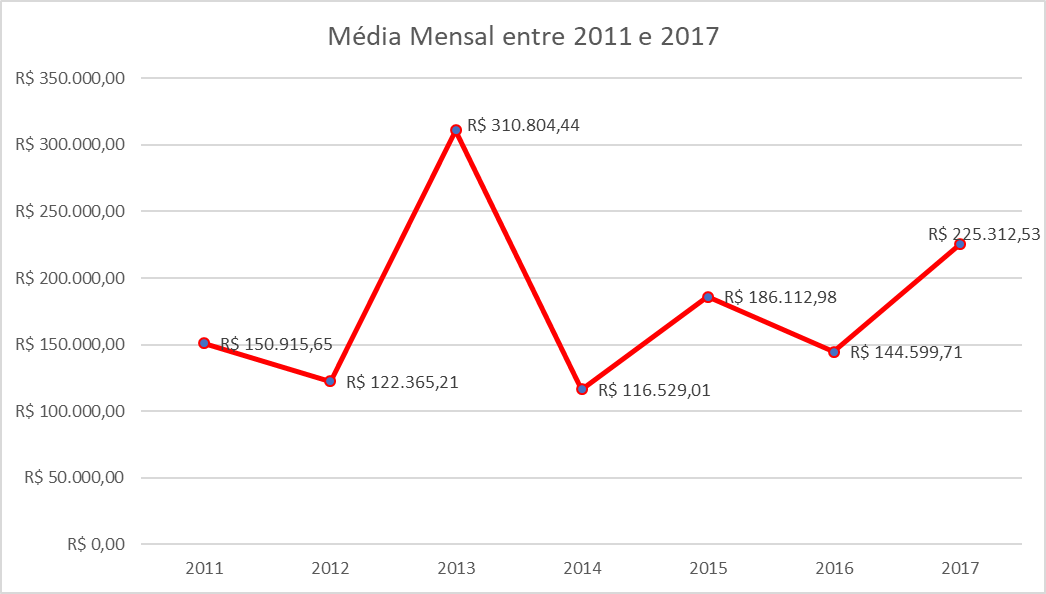 Média Mensal entre 2011 e 2017
R$ 350.000,00
R$ 300.000,00
R$ 250.000,00
R$ 200.000,00
R$ 150.000,00
R$ 100.000,00
R$ 50.000,00
R$ 0,00
R$ 150.915,65
R$ 122.365,21
R$ 310.804,44
R$ 116.529,01
R$ 186.112,98
R$ 144.599,71
R$ 225.312,53
2011 2012 2013 2014 2015 2016 2017